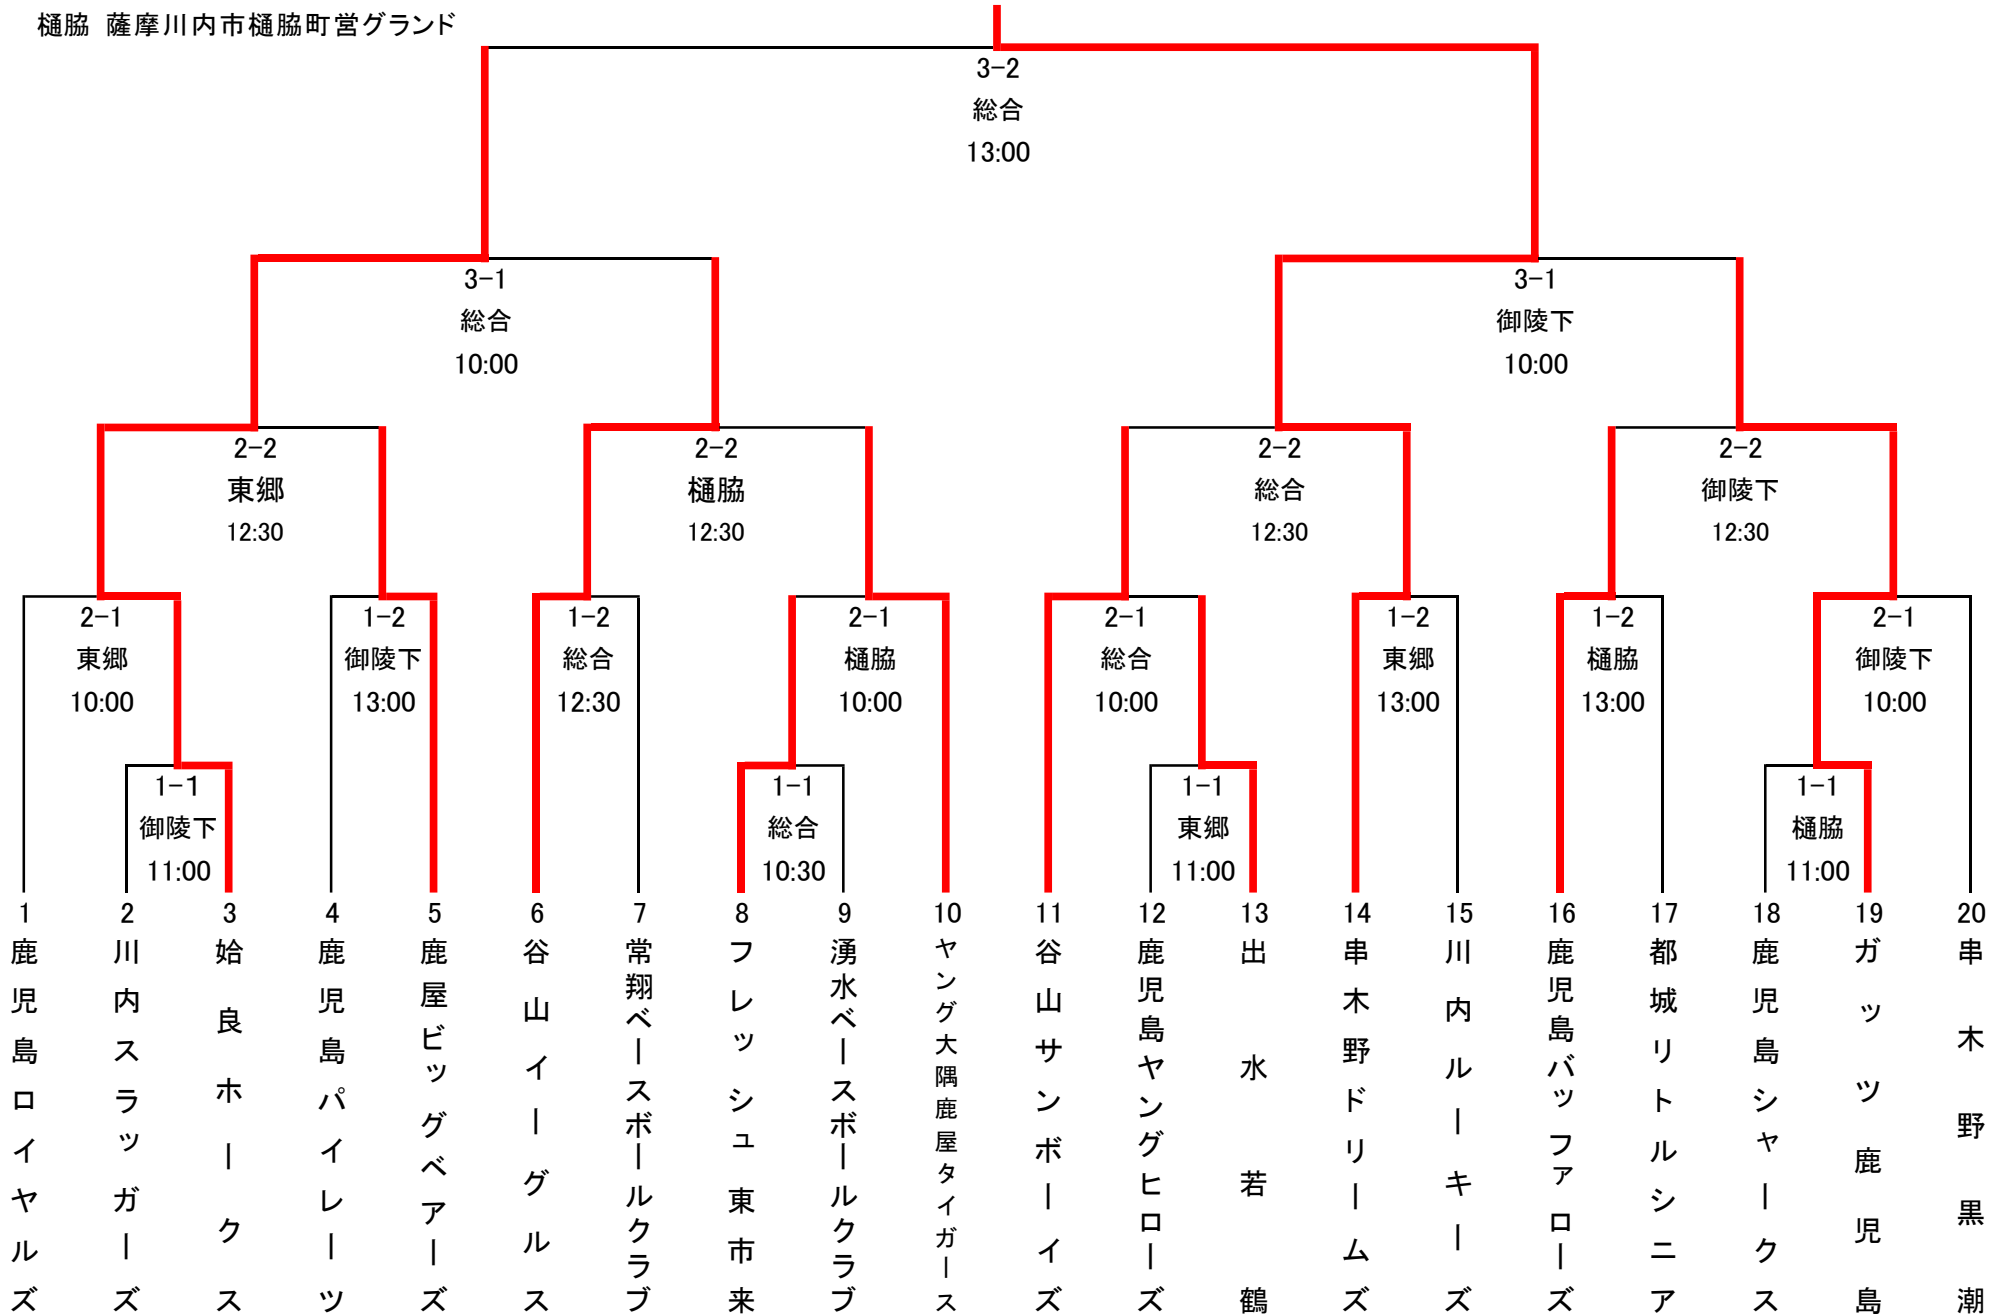 樋脇 薩摩川内市樋脇町営グランド
3-2
総合
13:00
3-1
総合
10:00
3-1
御陵下
10:00
2-2
東郷
12:30
2-2
樋脇
12:30
2-2
総合
12:30
2-2
御陵下
12:30
2-1
東郷
10:00
1-2
御陵下
13:00
1-2
総合
12:30
2-1
樋脇
10:00
2-1
総合
10:00
1-2
東郷
13:00
1-2
樋脇
13:00
2-1
御陵下
10:00
1-1
御陵下
11:00
1-1
総合
10:30
1-1
東郷
11:00
1-1
樋脇
11:00
1
鹿児島ロイヤルズ
2
川内スラッガーズ
3
姶良ホークス
4
鹿児島パイレーツ
5
鹿屋ビッグベアーズ
6
谷山イーグルス
7
常翔ベースボールクラブ
8
フレッシュ東市来
9
湧水ベースボールクラブ
10
ヤング大隅鹿屋タイガース
11
谷山サンボーイズ
12
鹿児島ヤングヒローズ
13
出水若鶴
14
串木野ドリームズ
15
川内ルーキーズ
16
鹿児島バッファローズ
17
都城リトルシニア
18
鹿児島シャークス
19
ガッツ鹿児島
20
串木野黒潮